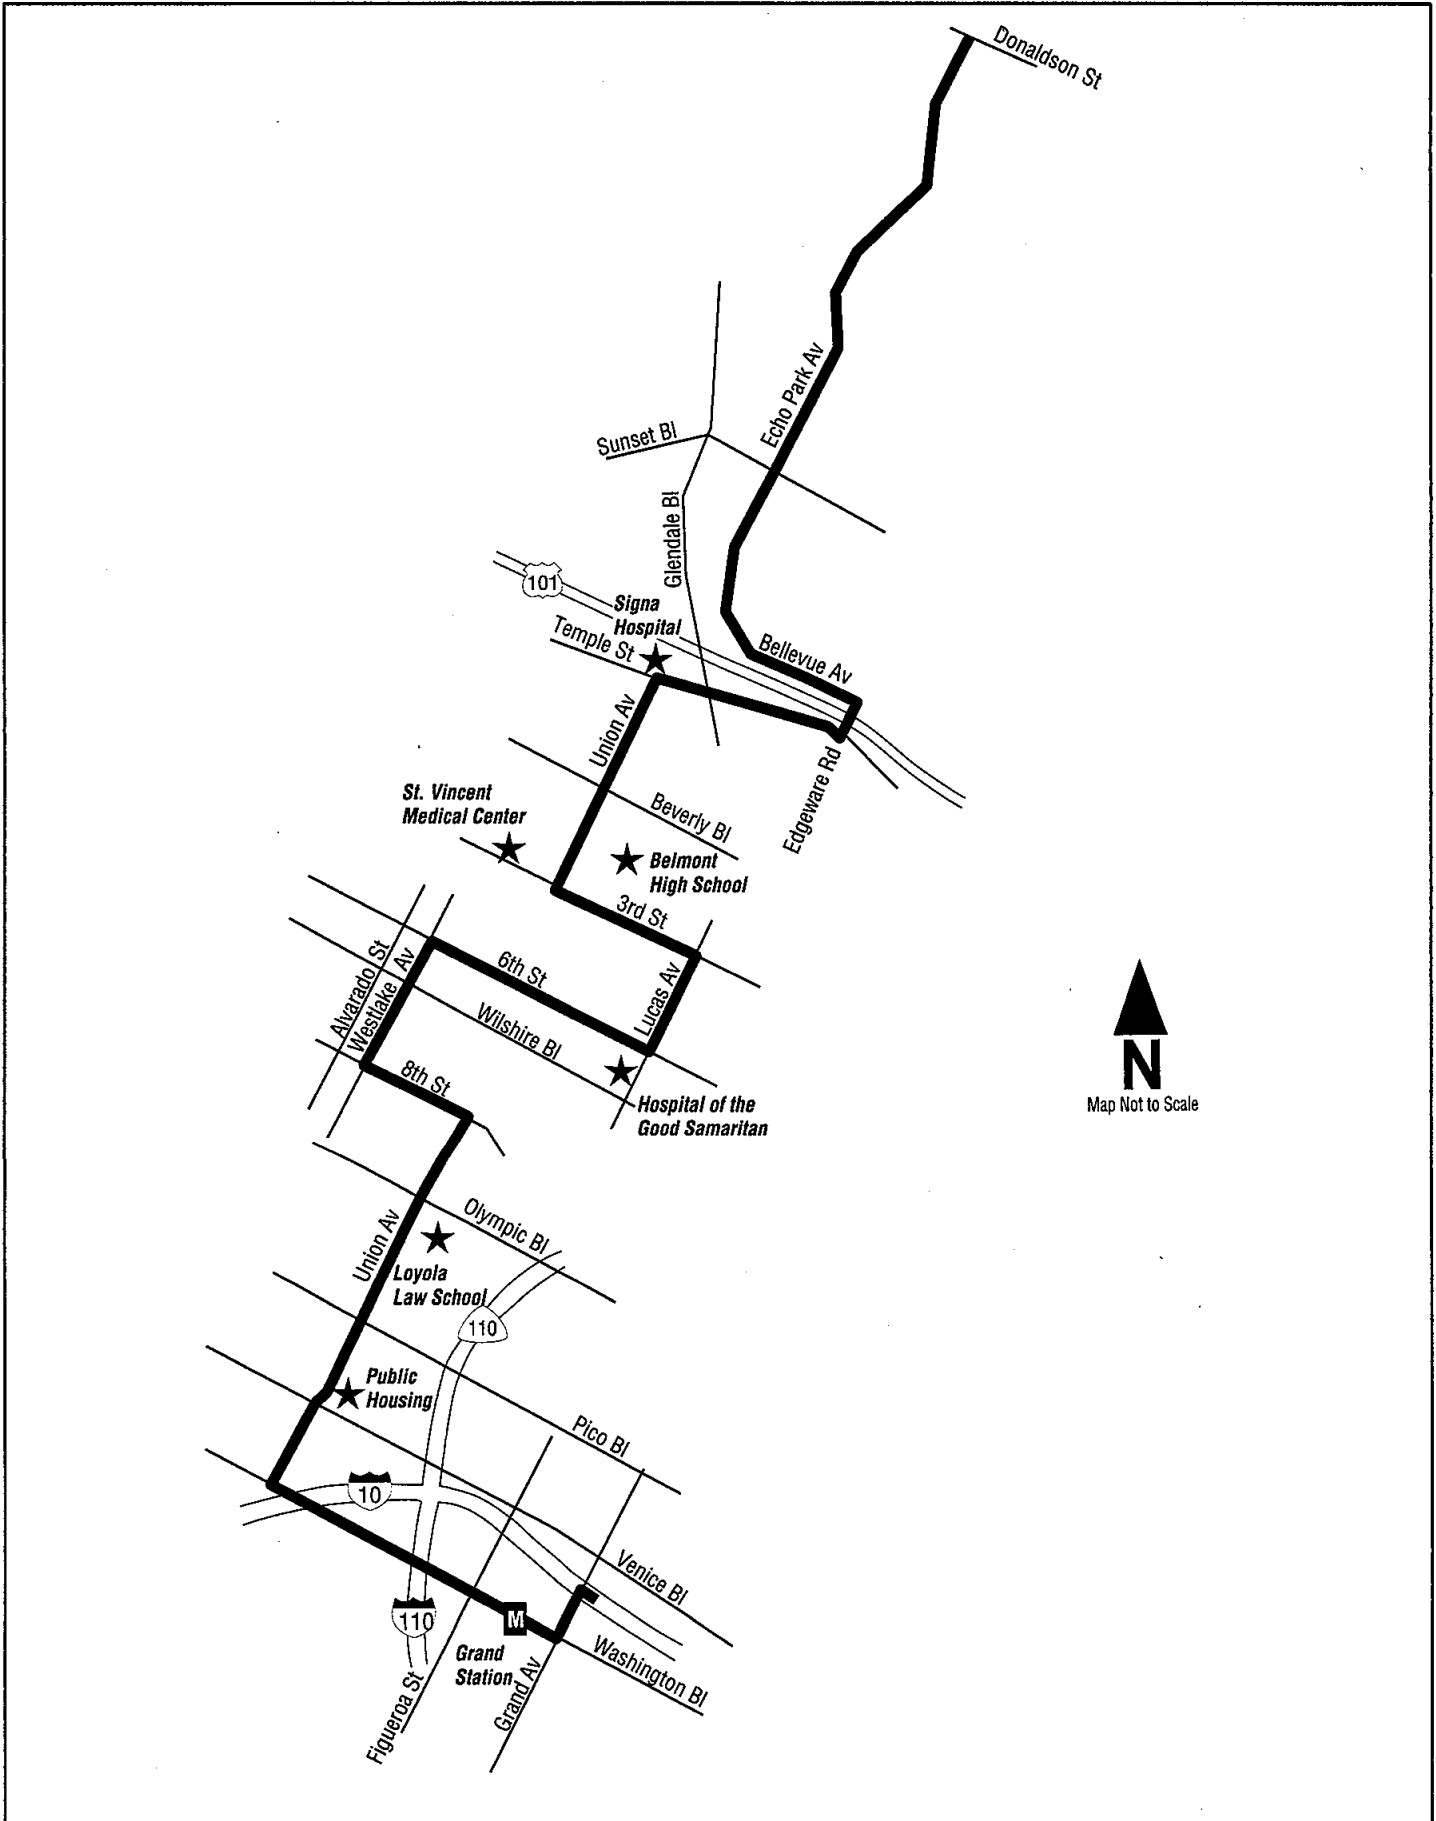 Donaldson St
Echo Park Av
Sunset Bl
Glendale Bl
101
Signa
Hospital
Temple St
Bellevue Av
Union Av
Edgeware Rd
St. Vincent
Medical Center
Beverly Bl
Belmont
High School
3rd St
6th St
Alvarado St
Westlake Av
Lucas Av
Wilshire Bl
8th St
Hospital of the
Good Samaritan
N
Map Not to Scale
Olympic Bl
Union Av
Loyola
Law School
110
Public
Housing
Pico Bl
10
Venice Bl
110
M
Grand
Station
Washington Bl
Figueroa St
Grand Av